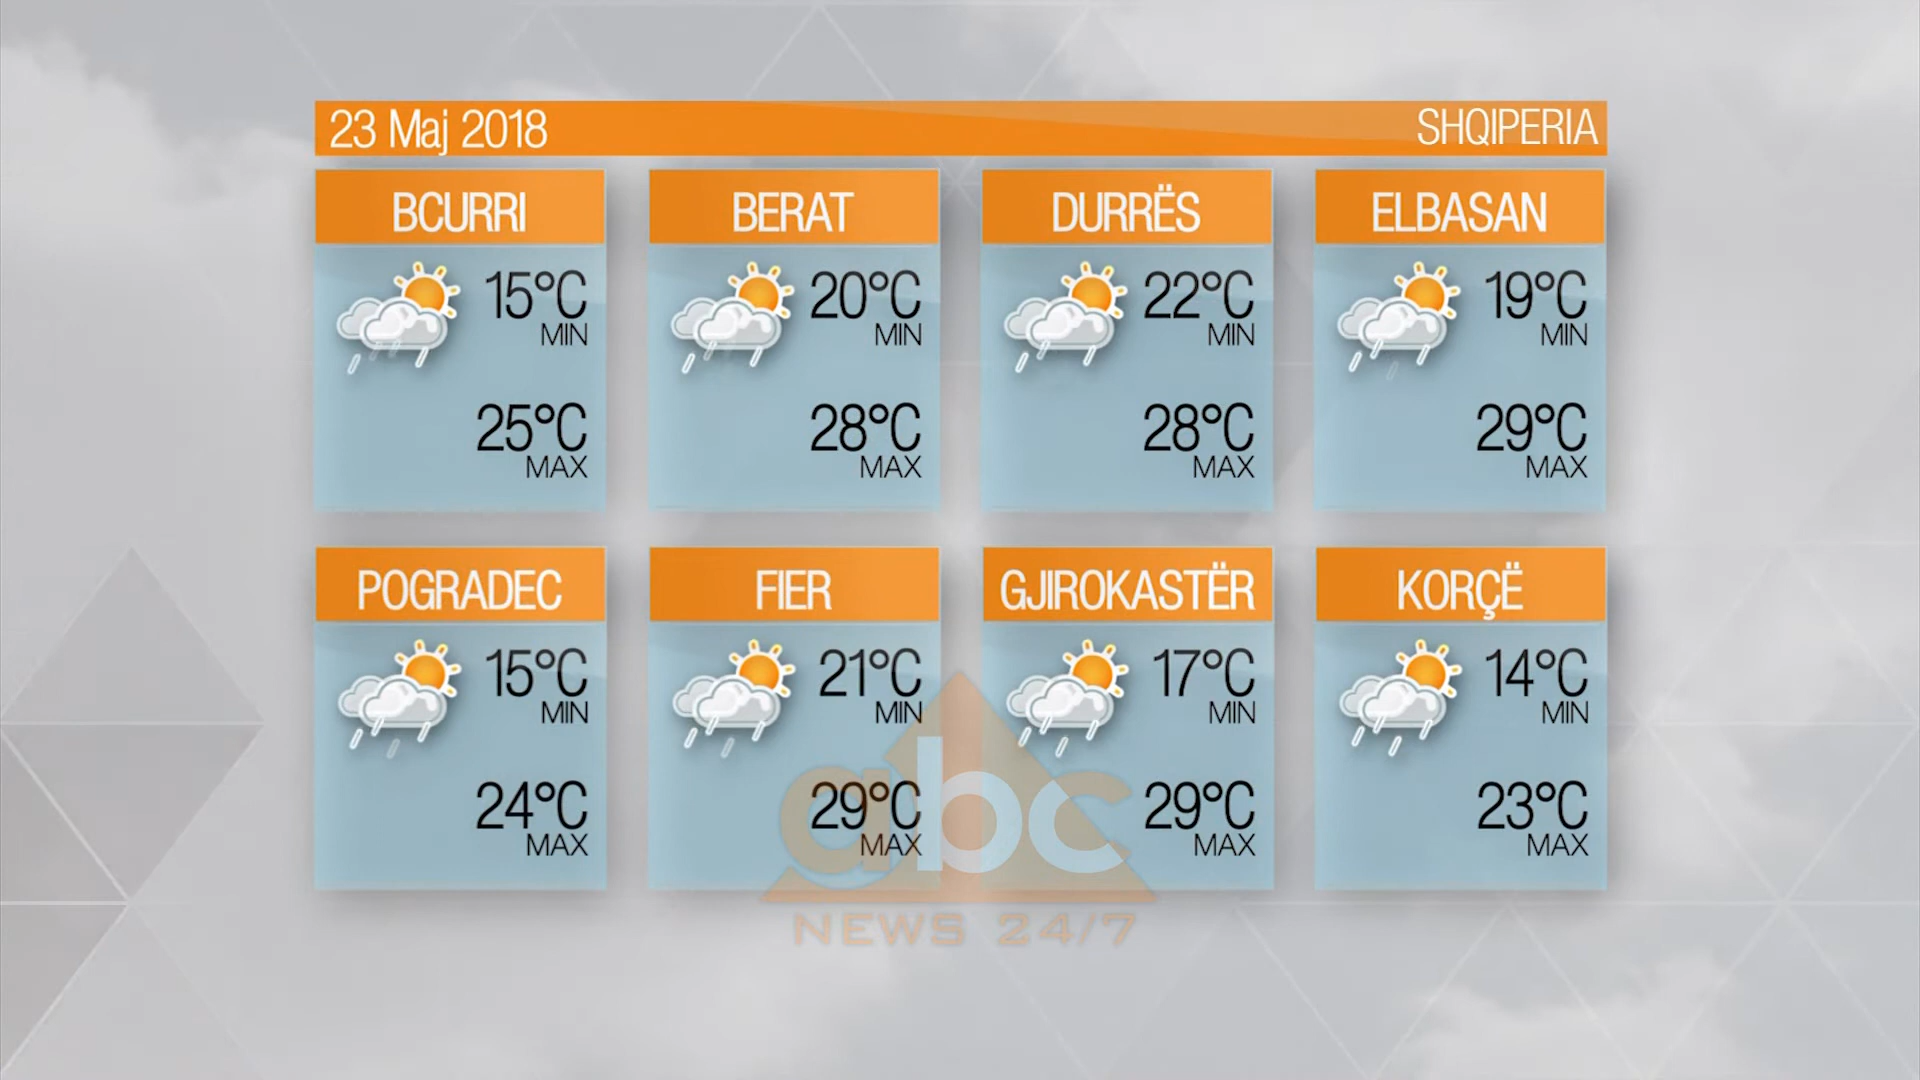 23 Maj 2018
SHQIPERIA
BCURRI
15°C
MIN
25°C
MAX
BERAT
20°C
MIN
28°C
MAX
DURRËS
22°C
MIN
28°C
MAX
ELBASAN
19°C
MIN
29°C
MAX
POGRADEC
15°C
MIN
24°C
MAX
FIER
21°C
MIN
29°C
MAX
GJIROKASTËR
17°C
MIN
29°C
MAX
KORÇË
14°C
MIN
23°C
MAX
abc
NEWS 24/7